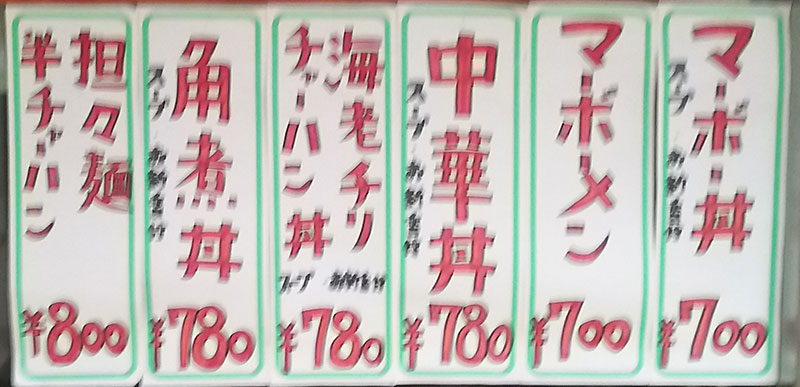 マーボー丼
スープ お新香付
¥700
マーボーメン
¥700
中華丼
スープ お新香付
¥780
海老チリ
チャーハン丼
スープ お新香付
¥780
角煮丼
スープ お新香付
¥780
担々麺
半チャーハン
¥800